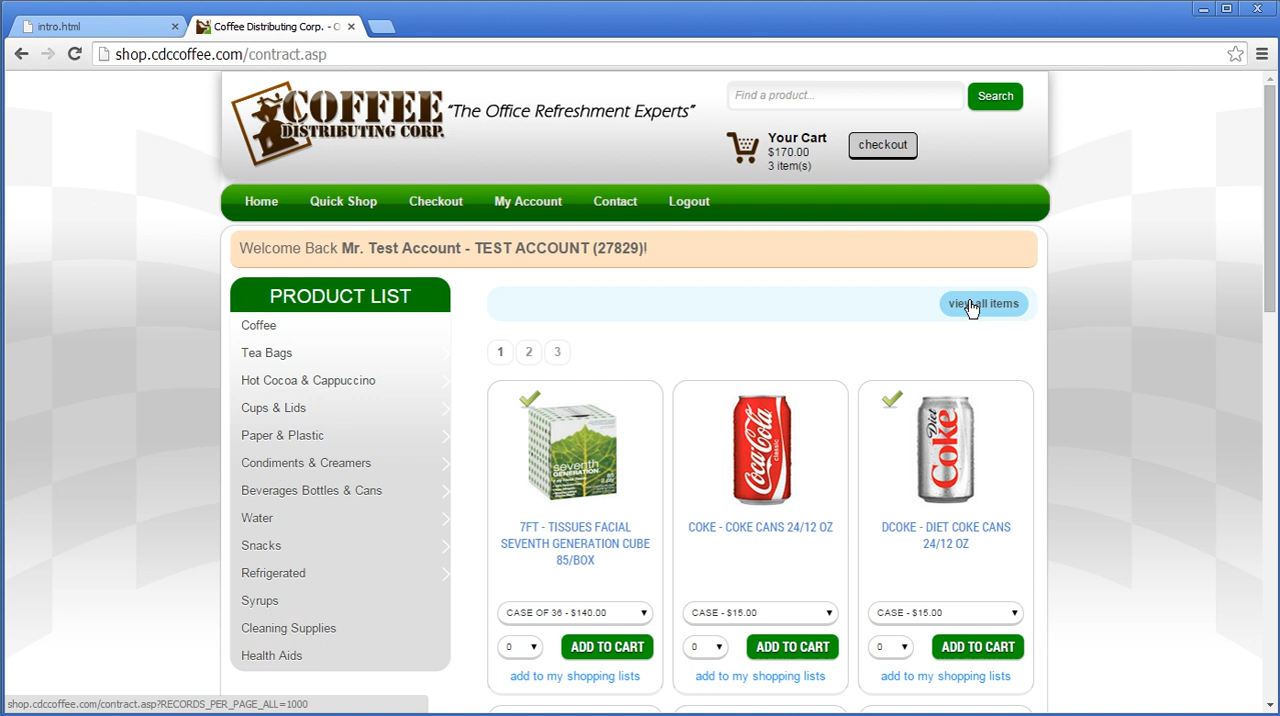 intro.html
Coffee Distributing Corp. - O
shop.cdccoffee.com/contract.asp
COFFEE
DISTRIBUTING CORP.
"The Office Refreshment Experts"
Find a product...
Search
Your Cart
$170.00
3 item(s)
checkout
Home Quick Shop Checkout My Account Contact Logout
Welcome Back Mr. Test Account - TEST ACCOUNT (27829)!
PRODUCT LIST
Coffee
Tea Bags
Hot Cocoa & Cappuccino
Cups & Lids
Paper & Plastic
Condiments & Creamers
Beverages Bottles & Cans
Water
Snacks
Refrigerated
Syrups
Cleaning Supplies
Health Aids
view all items
1 2 3
seventh
GENERATION
7FT - TISSUES FACIAL
SEVENTH GENERATION CUBE
85/BOX
CASE OF 36 - $140.00
0 ADD TO CART
add to my shopping lists
Coca-Cola
classic
COKE - COKE CANS 24/12 OZ
CASE - $15.00
0 ADD TO CART
add to my shopping lists
Diet
Coke
DCOKE - DIET COKE CANS
24/12 OZ
CASE - $15.00
0 ADD TO CART
add to my shopping lists
shop.cdccoffee.com/contract.asp?RECORDS_PER_PAGE_ALL=1000